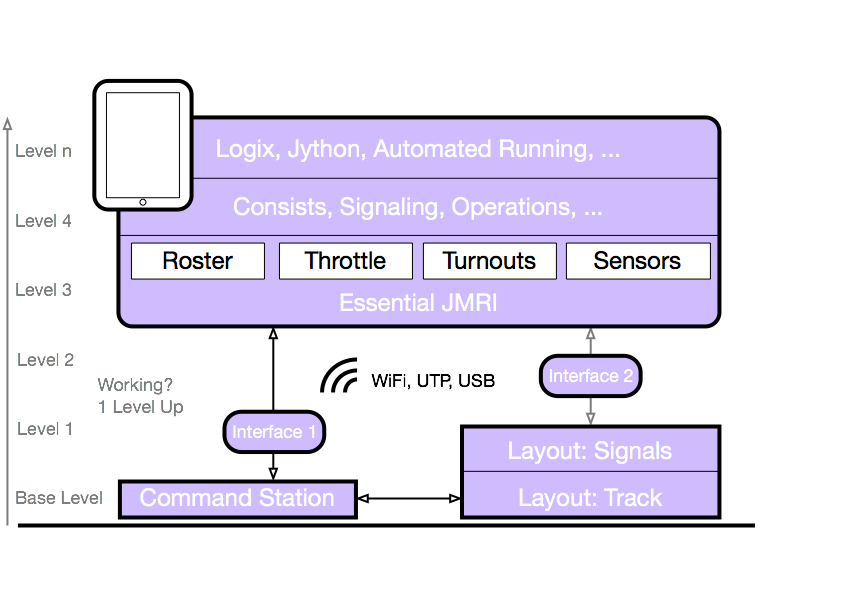 Level n
Logix, Jython, Automated Running, ...
Level 4
Consists, Signaling, Operations, ...
Roster
Throttle
Turnouts
Sensors
Level 3
Essential JMRI
Level 2
WiFi, UTP, USB
Interface 2
Working?
1 Level Up
Level 1
Interface 1
Layout: Signals
Base Level
Command Station
Layout: Track